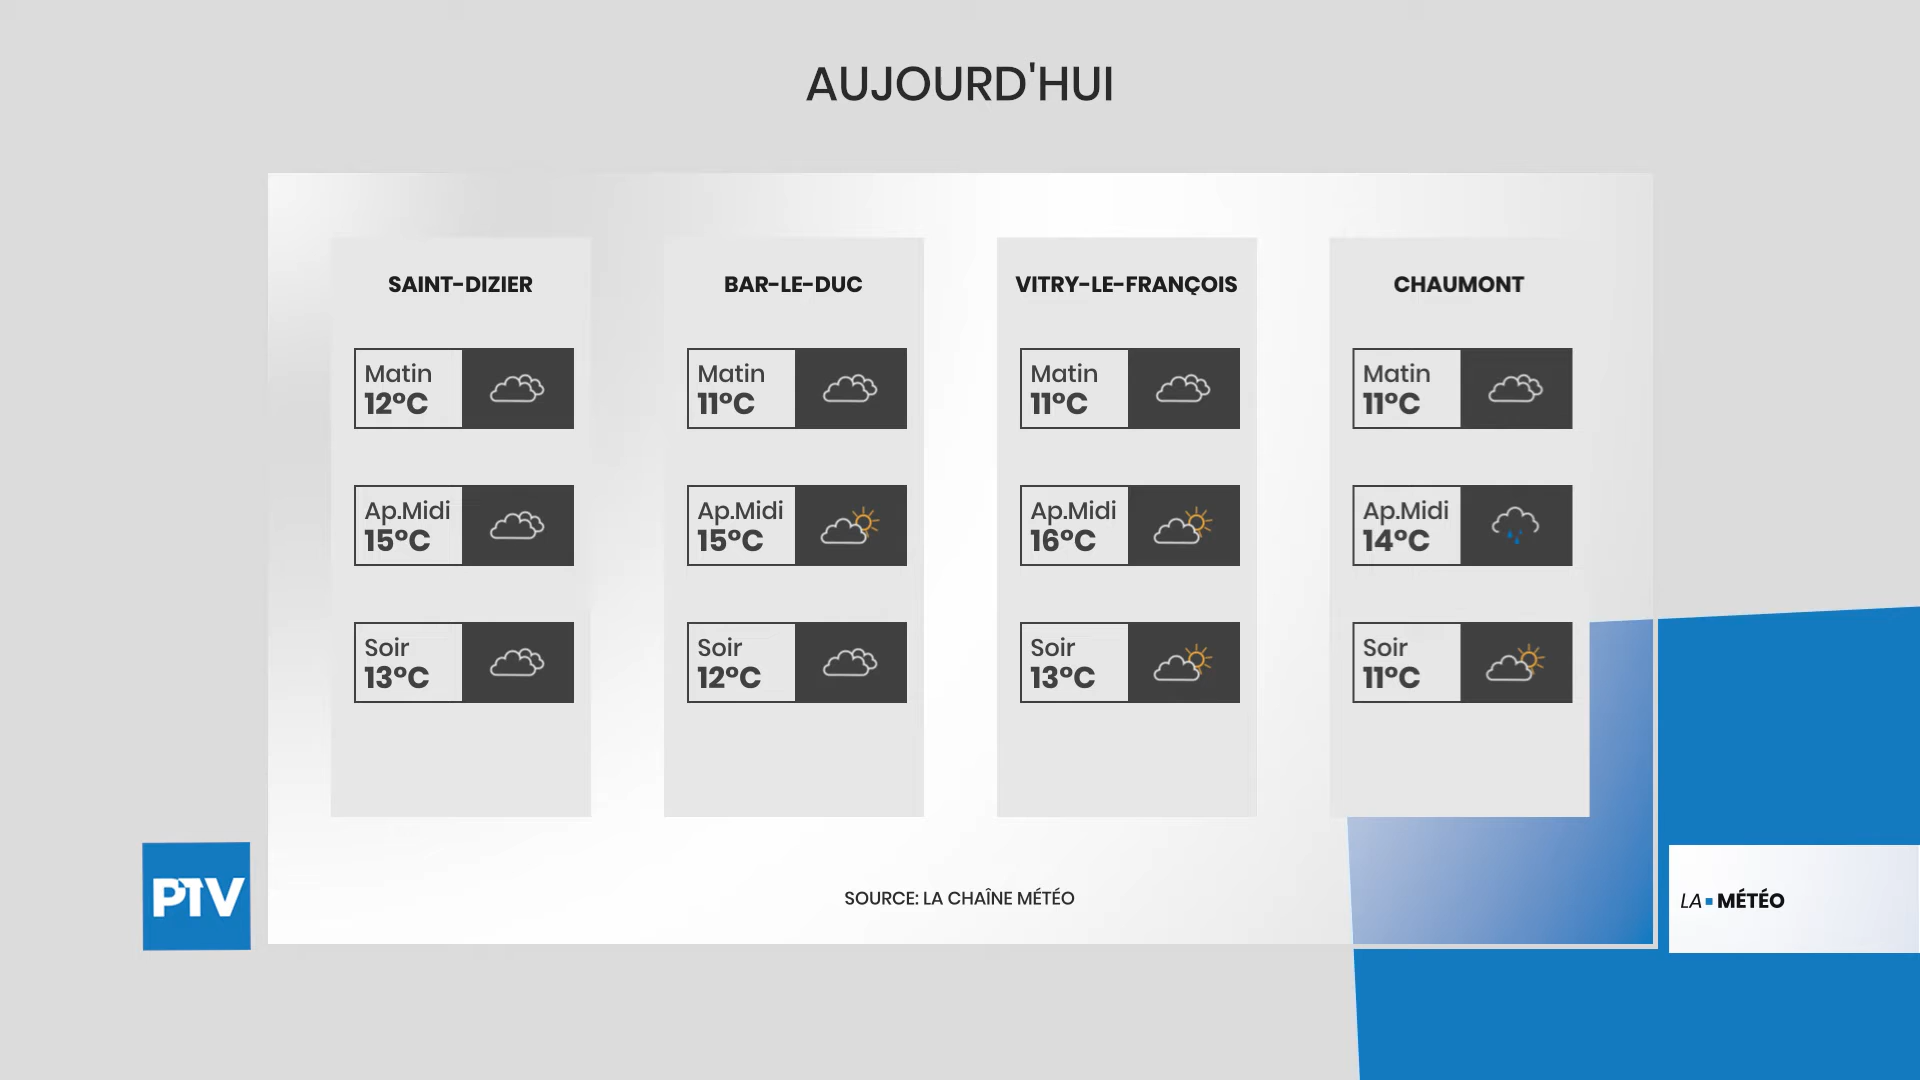 AUJOURD'HUI
SAINT-DIZIER
Matin
12°C
Ap.Midi
15°C
Soir
13°C
BAR-LE-DUC
Matin
11°C
Ap.Midi
15°C
Soir
12°C
VITRY-LE-FRANÇOIS
Matin
11°C
Ap.Midi
16°C
Soir
13°C
CHAUMONT
Matin
11°C
Ap.Midi
14°C
Soir
11°C
PTV
SOURCE: LA CHAÎNE MÉTÉO
LA MÉTÉO